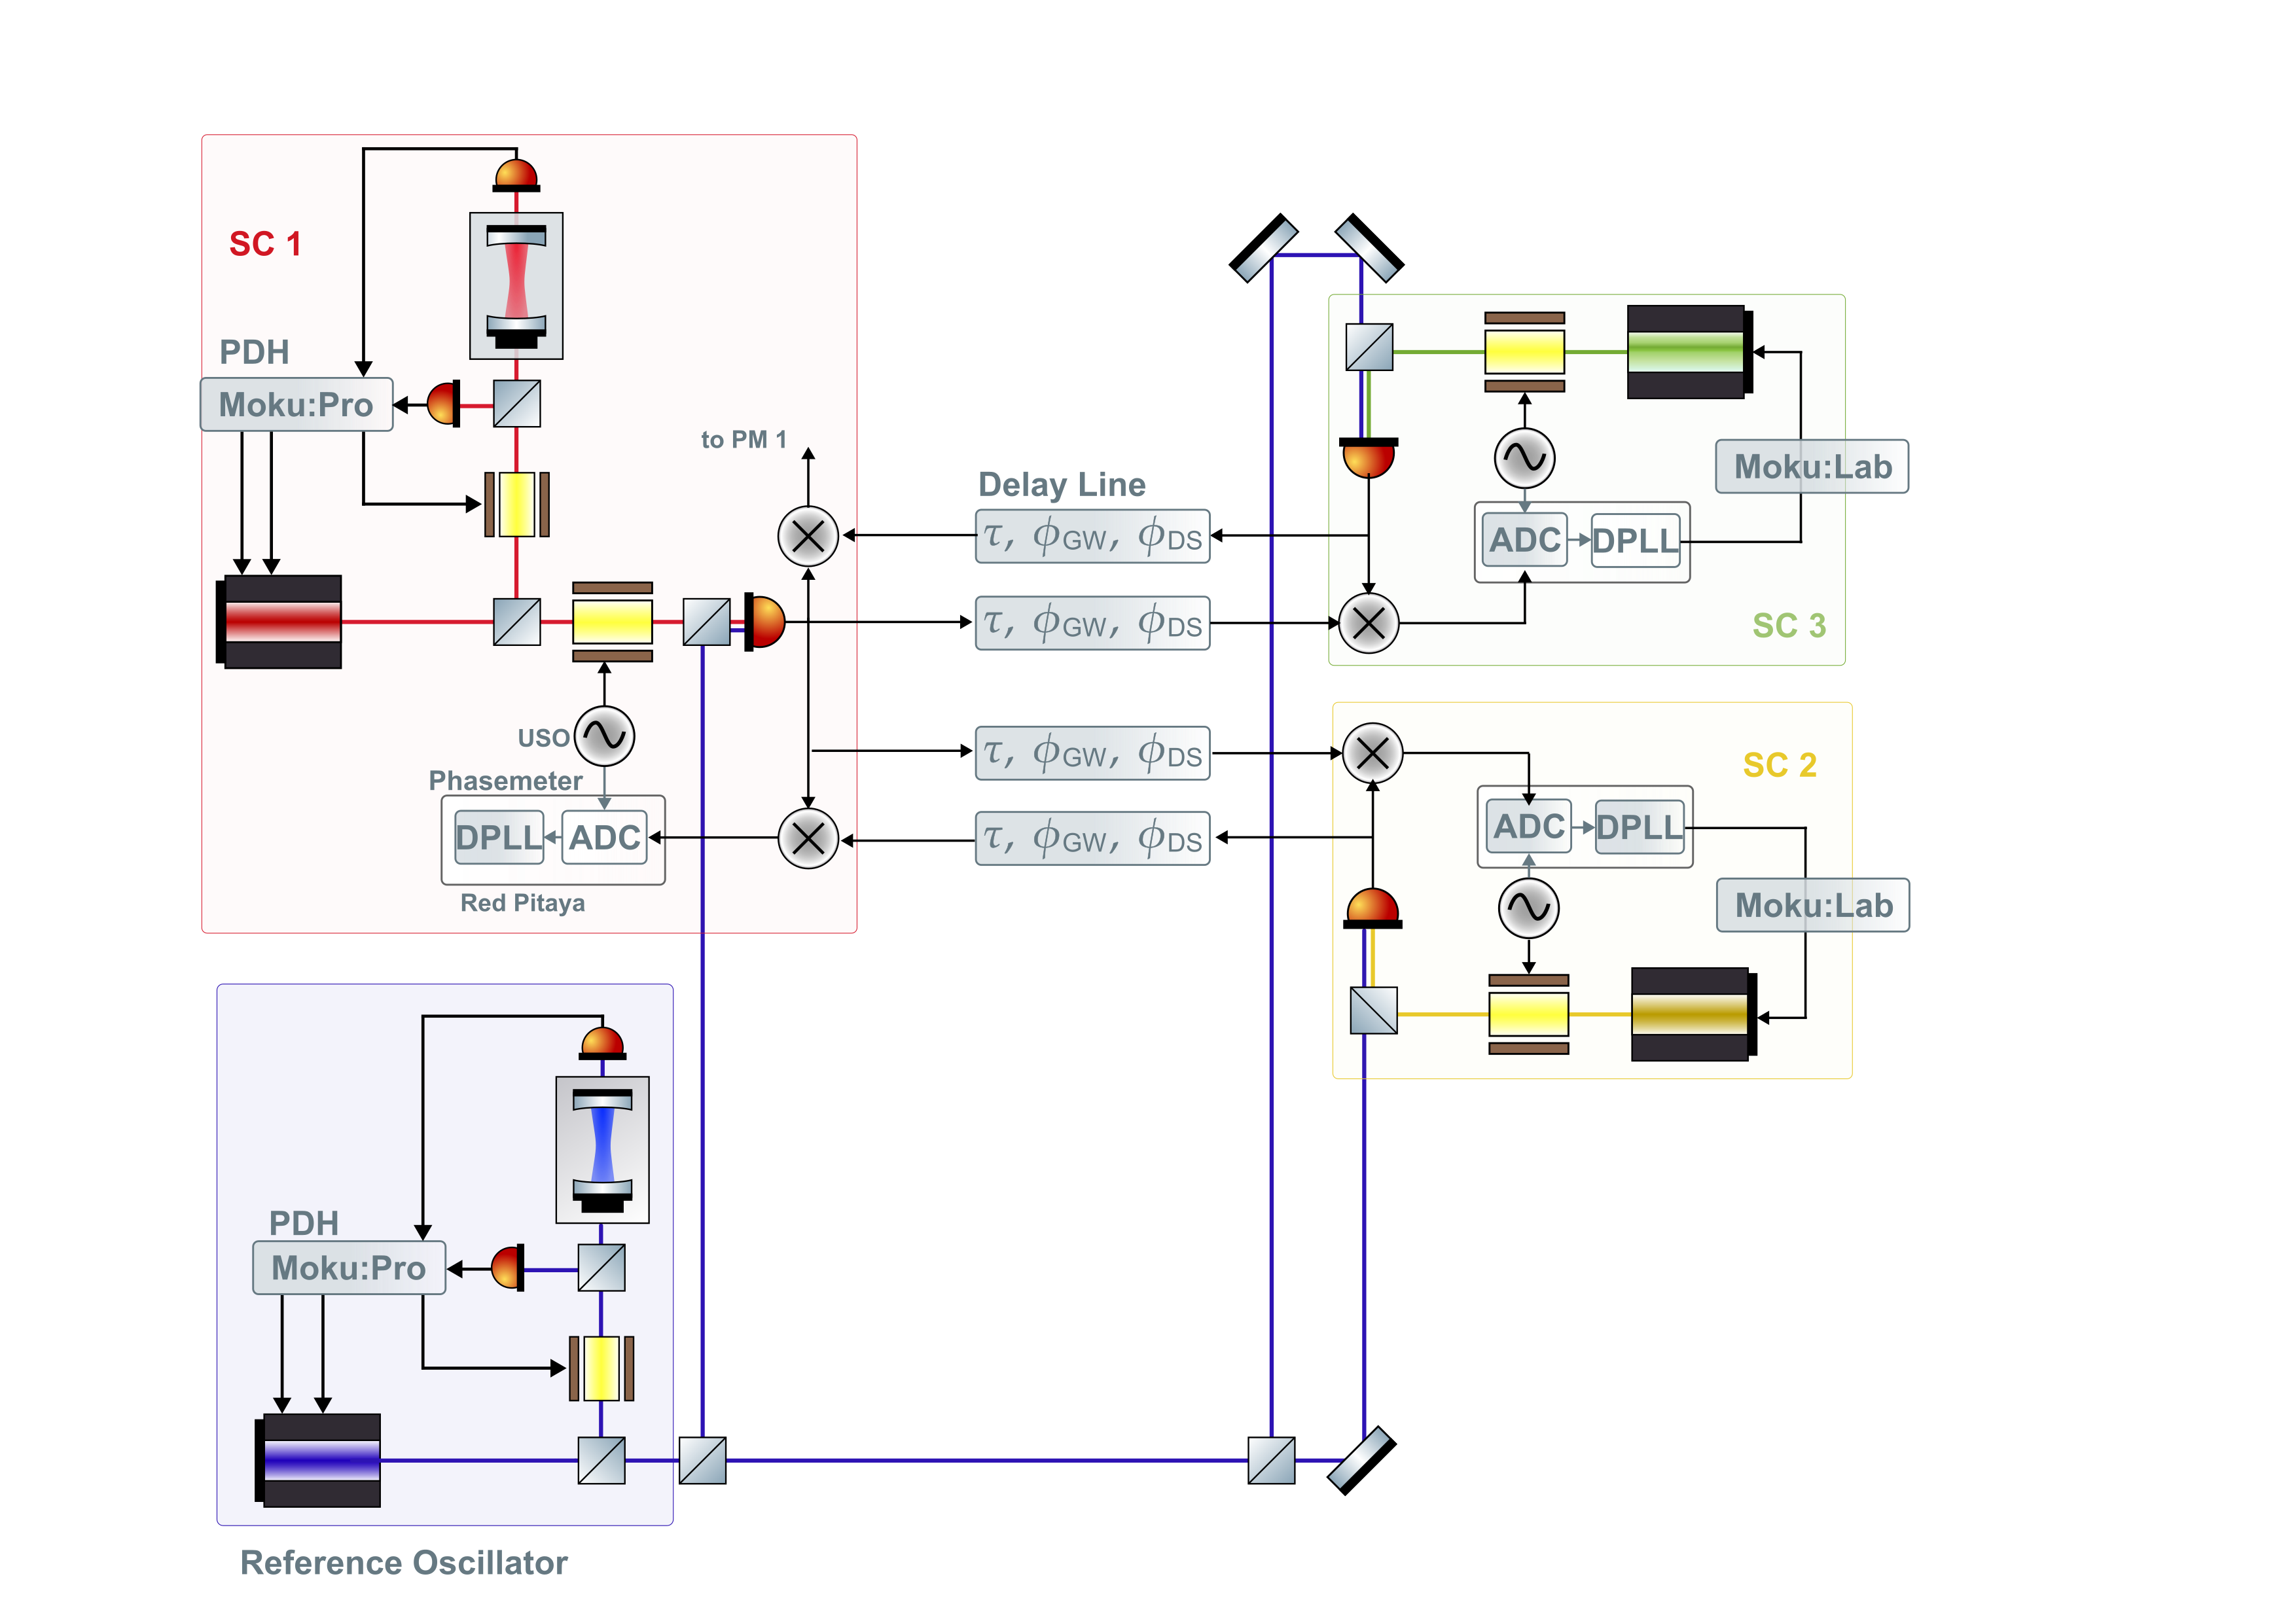 SC 1
PDH
Moku:Pro
to PM 1
USO
Phasemeter
DPLL
ADC
Red Pitaya
Delay Line
τ, ϕGW, ϕDS
τ, ϕGW, ϕDS
τ, ϕGW, ϕDS
τ, ϕGW, ϕDS
Moku:Lab
ADC
DPLL
SC 3
SC 2
ADC
DPLL
Moku:Lab
PDH
Moku:Pro
Reference Oscillator